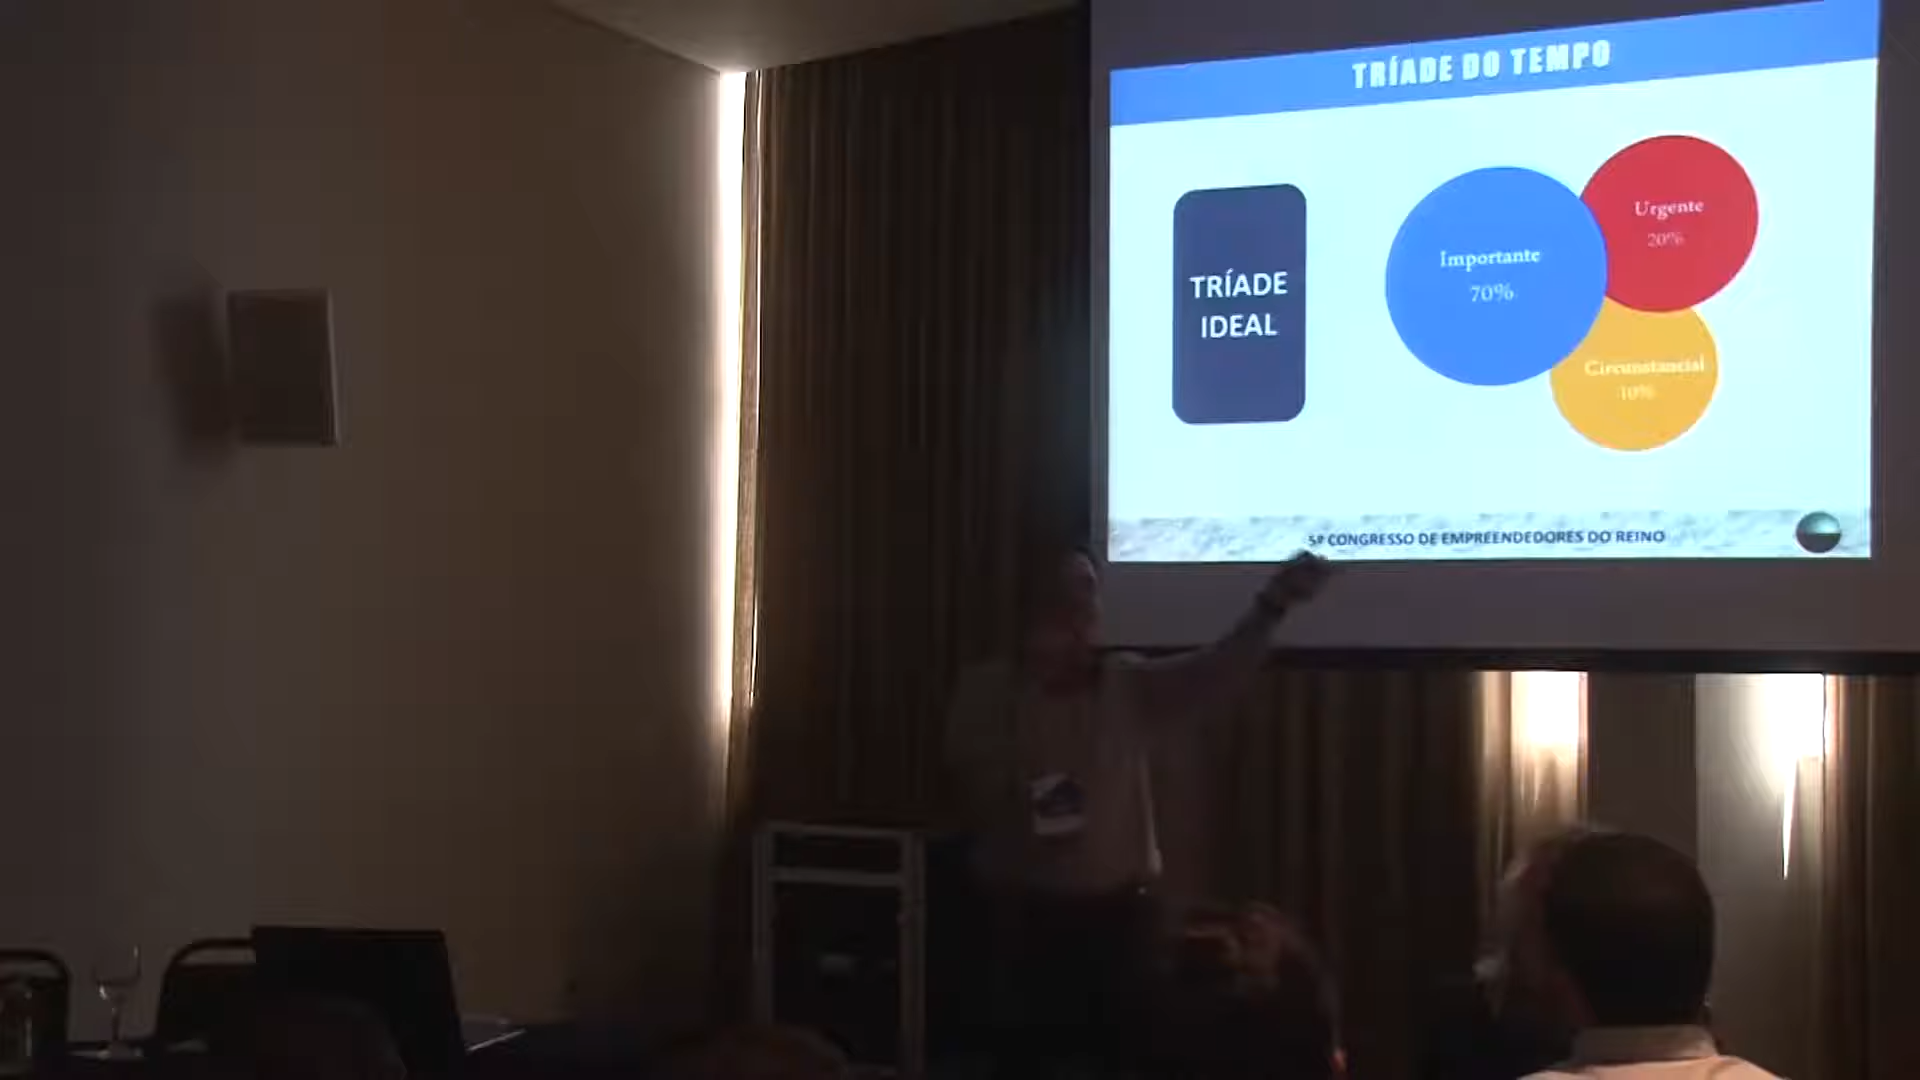 TRÍADE DO TEMPO
TRÍADE
IDEAL
Importante
70%
Urgente
20%
Circunstancial
10%
5º CONGRESSO DE EMPREENDEDORES DO REINO